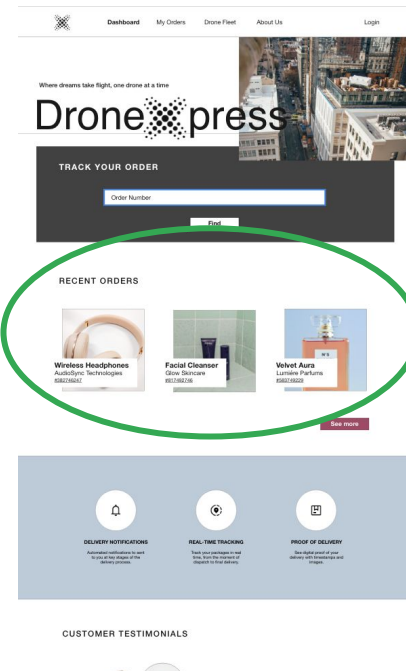 Dashboard My Orders Drone Fleet About Us Login
Where dreams take flight, one drone at a time
Drone press
TRACK YOUR ORDER
Order Number
Find
RECENT ORDERS
Wireless Headphones
AudioSync Technologies
#382746247
Facial Cleanser
Glow Skincare
#817492746
Velvet Aura
Lumière Parfums
#583749229
See more
DELIVERY NOTIFICATIONS
Automated notifications to sent
to you at key stages of the
delivery process.
REAL-TIME TRACKING
Track your packages in real
time, from the moment of
dispatch to final delivery.
PROOF OF DELIVERY
See digital proof of your
delivery with timestamps and
images.
CUSTOMER TESTIMONIALS